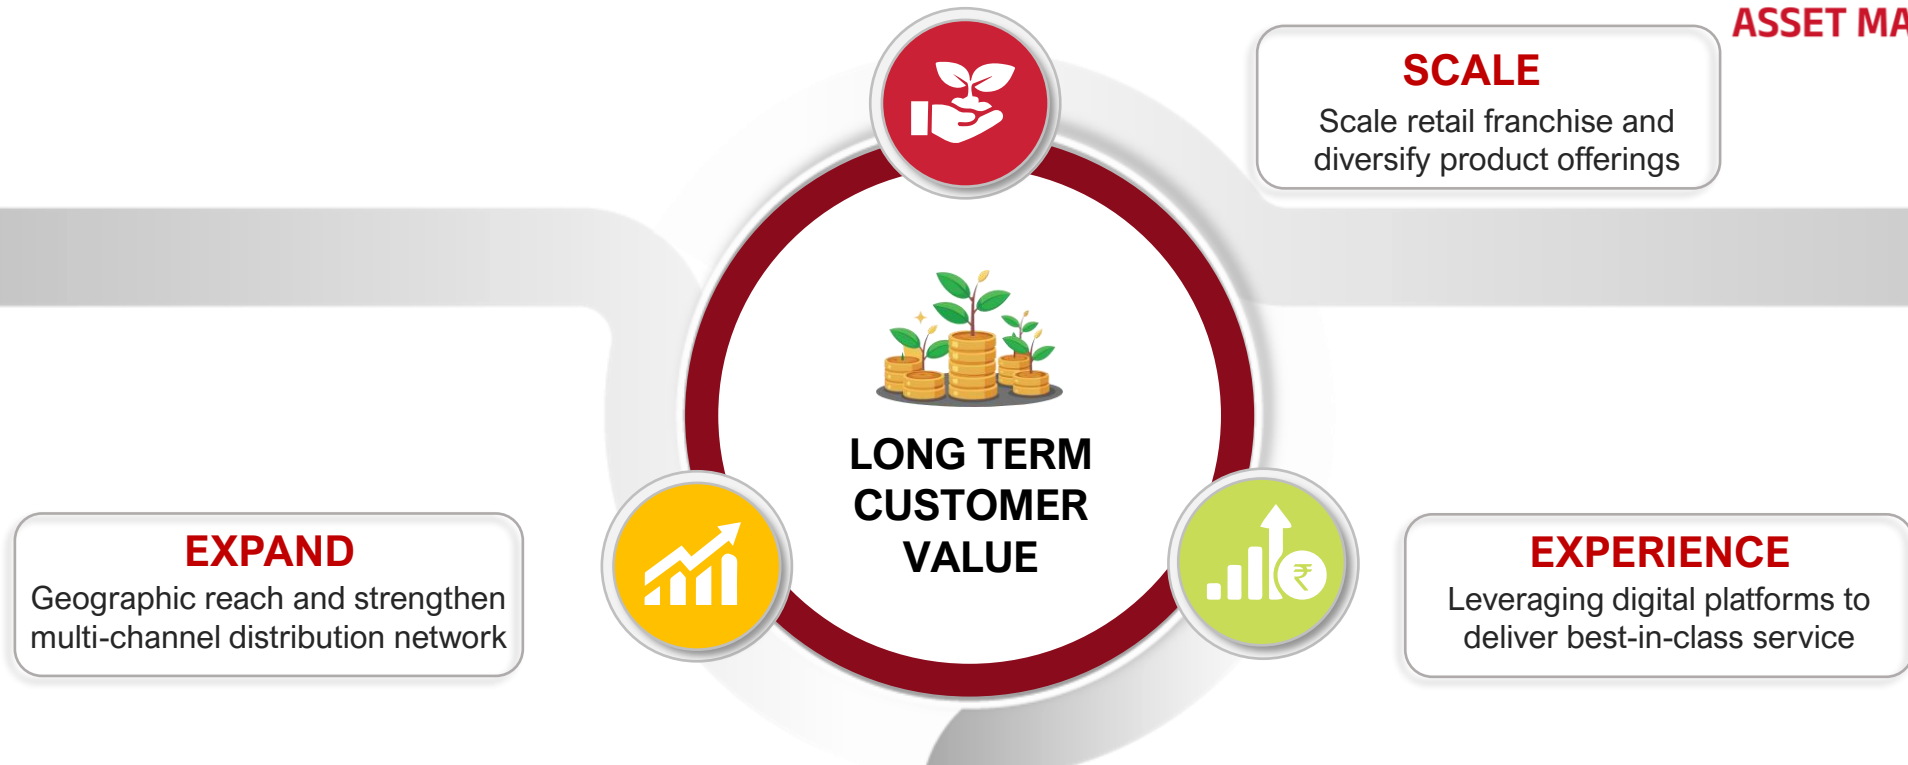 ASSET MA
SCALE
Scale retail franchise and
diversify product offerings
LONG TERM
CUSTOMER
VALUE
EXPAND
Geographic reach and strengthen
multi-channel distribution network
₹
EXPERIENCE
Leveraging digital platforms to
deliver best-in-class service